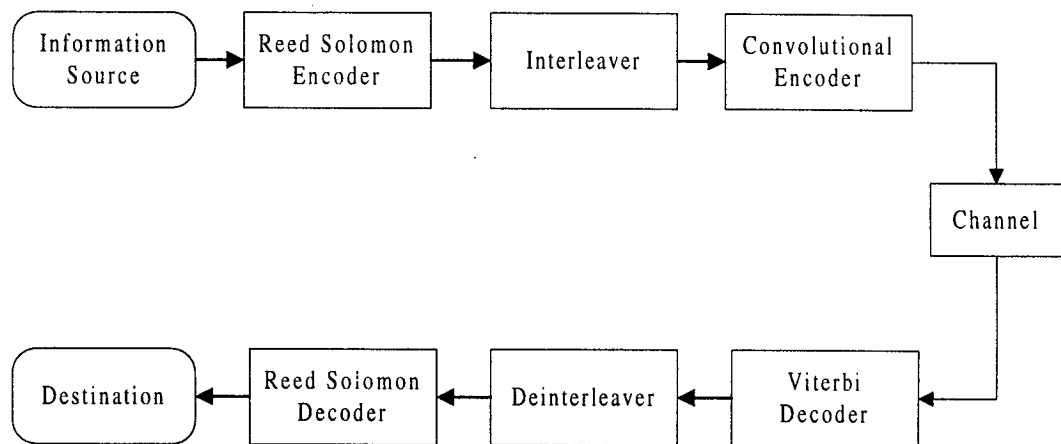 Information
Source
Reed Solomon
Encoder
Interleaver
Convolutional
Encoder
Channel
Viterbi
Decoder
Deinterleaver
Reed Solomon
Decoder
Destination